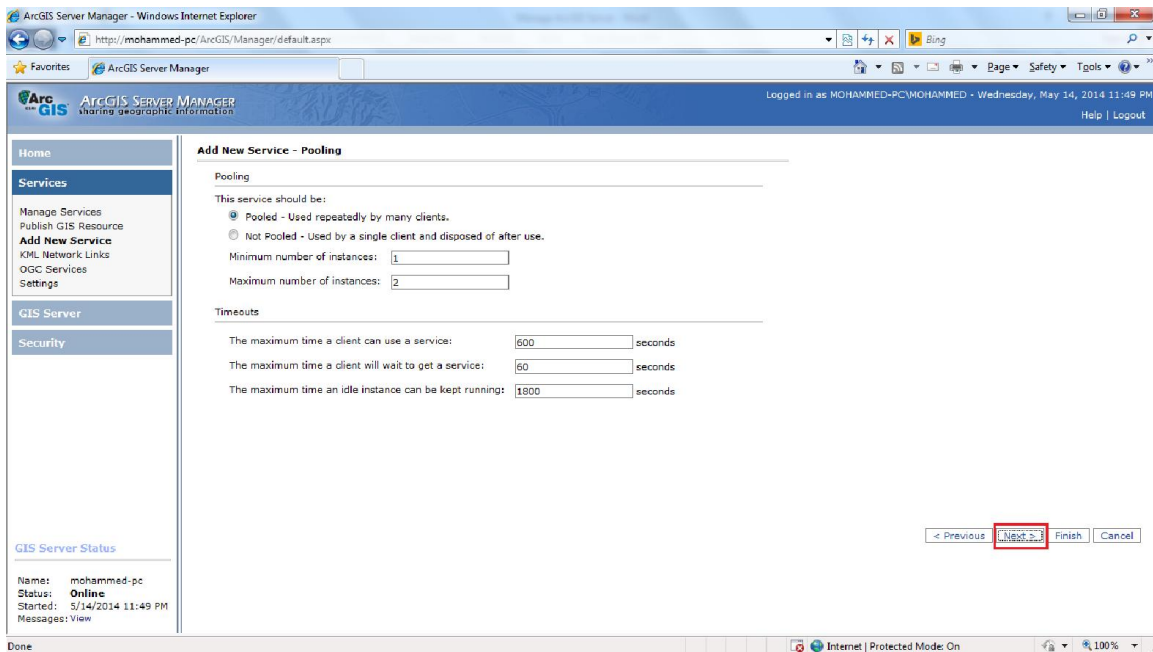 ArcGIS Server Manager - Windows Internet Explorer
http://mohammed-pc/ArcGIS/Manager/default.aspx
Bing
Favorites
ArcGIS Server Manager
Page
Safety
Tools
Arc GIS
ArcGIS Server Manager
sharing geographic information
Logged in as MOHAMMED-PC\MOHAMMED - Wednesday, May 14, 2014 11:49 PM
Help | Logout
Home
Services
Manage Services
Publish GIS Resource
Add New Service
KML Network Links
OGC Services
Settings
GIS Server
Security
Add New Service - Pooling
Pooling
This service should be:
Pooled - Used repeatedly by many clients.
Not Pooled - Used by a single client and disposed of after use.
Minimum number of instances: 1
Maximum number of instances: 2
Timeouts
The maximum time a client can use a service: 600 seconds
The maximum time a client will wait to get a service: 60 seconds
The maximum time an idle instance can be kept running: 1800 seconds
< Previous
Next >
Finish
Cancel
GIS Server Status
Name: mohammed-pc
Status: Online
Started: 5/14/2014 11:49 PM
Messages: View
Done
Internet | Protected Mode: On
100%